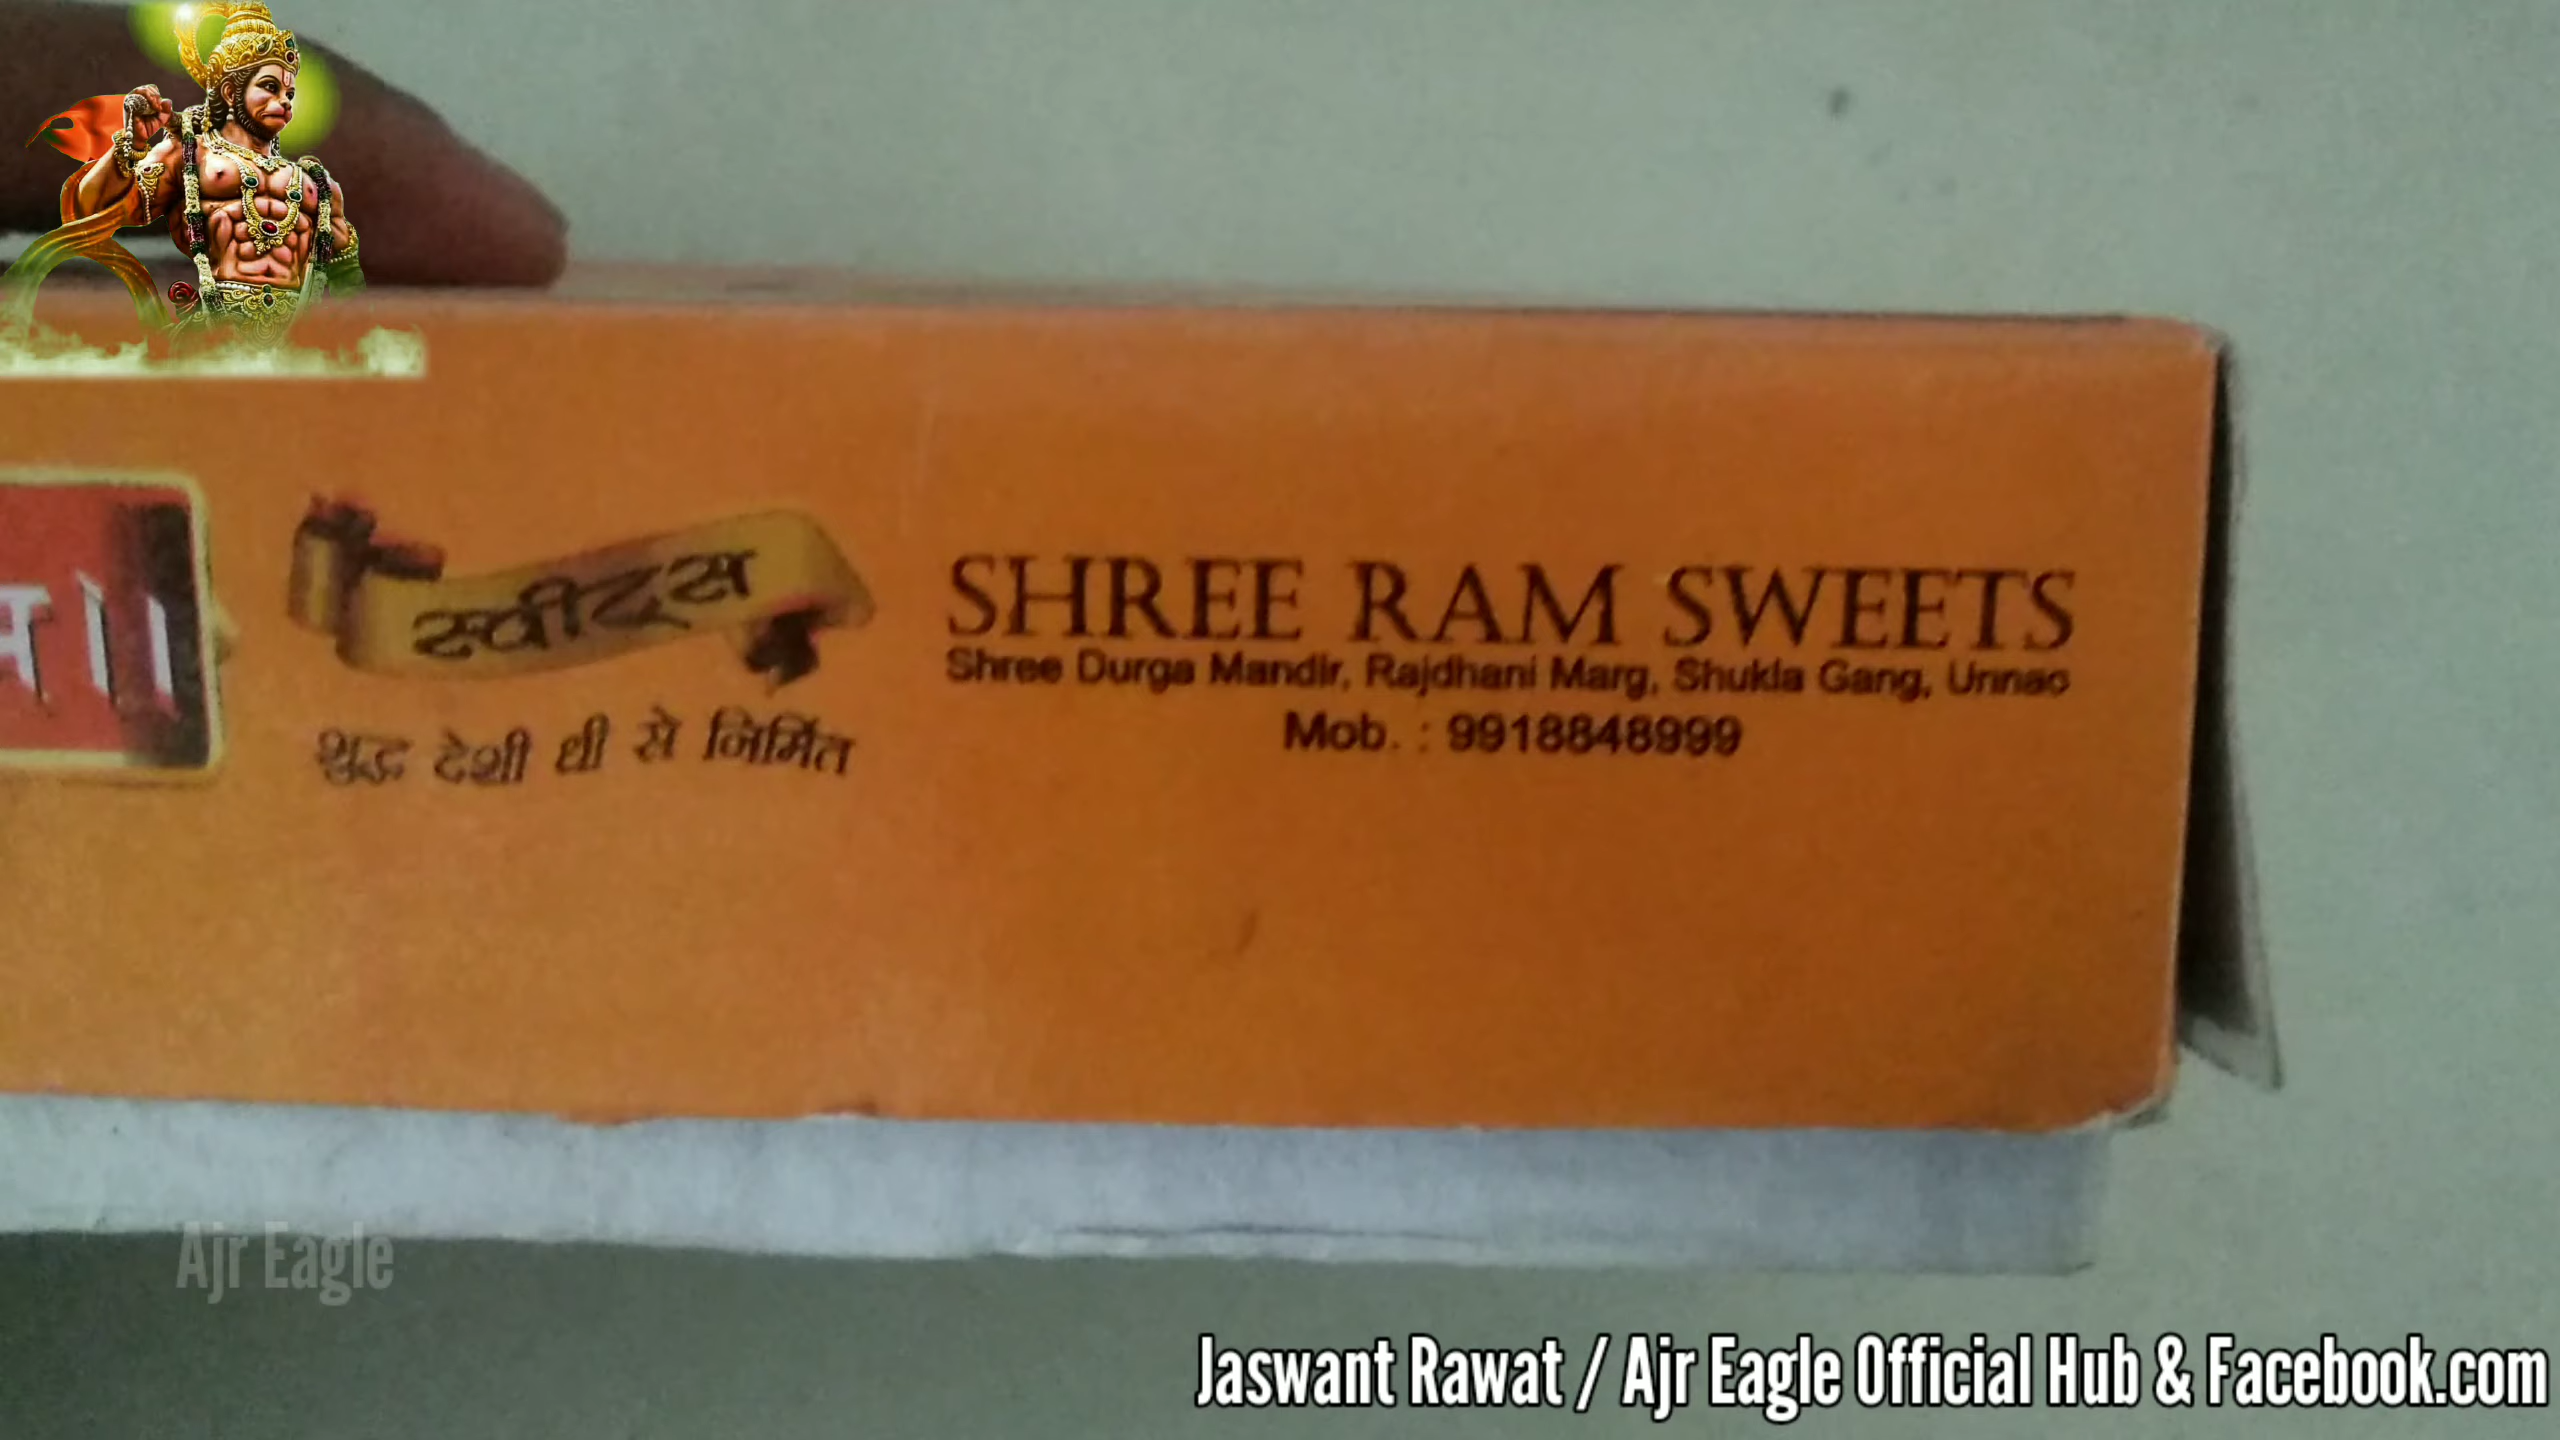 म ।।
स्वीट्स
शुद्ध देशी घी से निर्मित
SHREE RAM SWEETS
Shree Durga Mandir, Rajdhani Marg, Shukla Gang, Unnao
Mob. : 9918848999
Ajr Eagle
Jaswant Rawat / Ajr Eagle Official Hub & Facebook.com